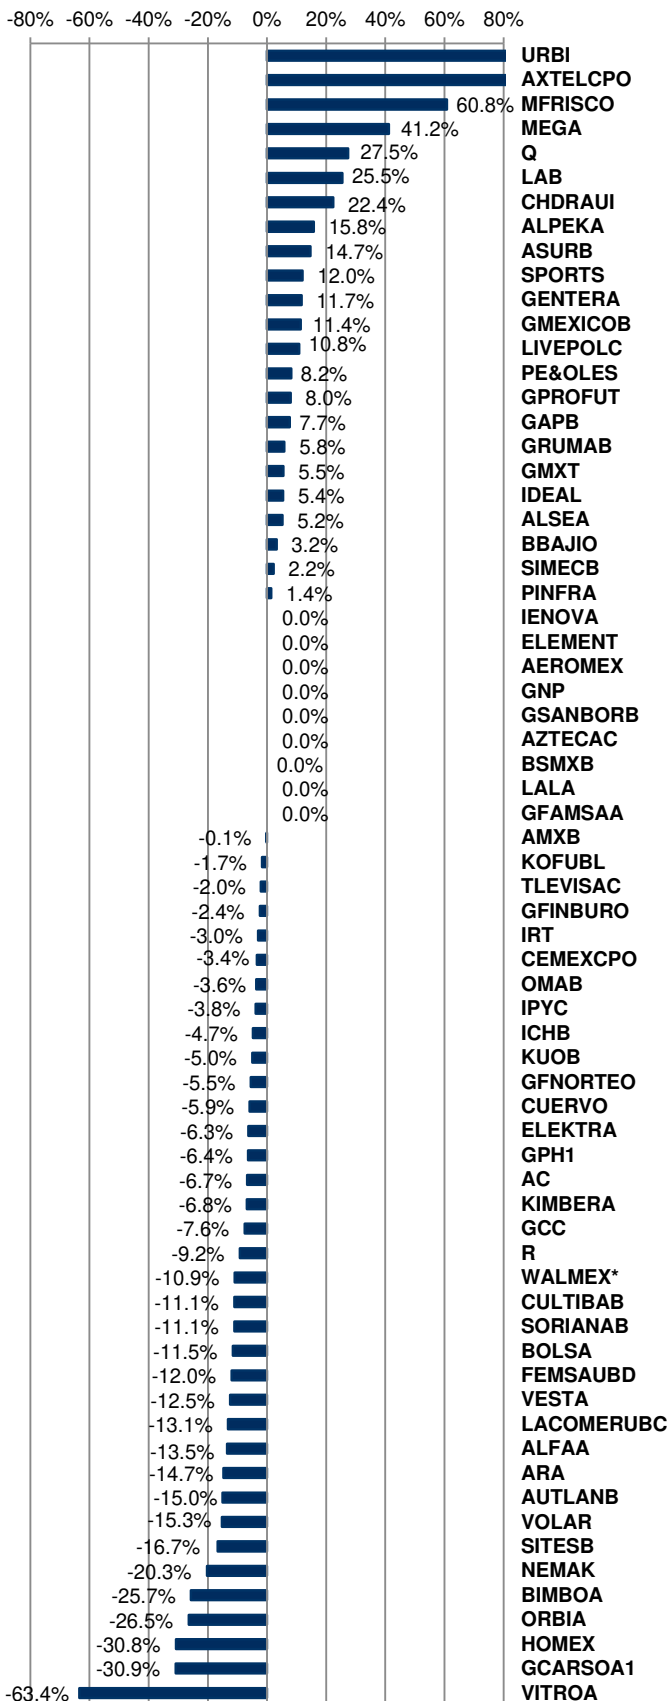 -80% -60% -40% -20% 0% 20% 40% 60% 80%
URBI
AXTELCPO
60.8% MFRISCO
41.2% MEGA
27.5% Q
25.5% LAB
22.4% CHDRAUI
15.8% ALPEKA
14.7% ASURB
12.0% SPORTS
11.7% GENTERA
11.4% GMEXICOB
10.8% LIVEPOLC
8.2% PE&OLES
8.0% GPROFUT
7.7% GAPB
5.8% GRUMAB
5.5% GMXT
5.4% IDEAL
5.2% ALSEA
3.2% BBAJIO
2.2% SIMECB
1.4% PINFRA
0.0% IENOVA
0.0% ELEMENT
0.0% AEROMEX
0.0% GNP
0.0% GSANBORB
0.0% AZTECAC
0.0% BSMXB
0.0% LALA
0.0% GFAMSAA
-0.1% AMXB
-1.7% KOFUBL
-2.0% TLEVISAC
-2.4% GFINBURO
-3.0% IRT
-3.4% CEMEXCPO
-3.6% OMAB
-3.8% IPYC
-4.7% ICHB
-5.0% KUOB
-5.5% GFNORTEO
-5.9% CUERVO
-6.3% ELEKTRA
-6.4% GPH1
-6.7% AC
-6.8% KIMBERA
-7.6% GCC
-9.2% R
-10.9% WALMEX*
-11.1% CULTIBAB
-11.1% SORIANAB
-11.5% BOLSA
-12.0% FEMSAUBD
-12.5% VESTA
-13.1% LACOMERUBC
-13.5% ALFAA
-14.7% ARA
-15.0% AUTLANB
-15.3% VOLAR
-16.7% SITESB
-20.3% NEMAK
-25.7% BIMBOA
-26.5% ORBIA
-30.8% HOMEX
-30.9% GCARSOA1
-63.4% VITROA